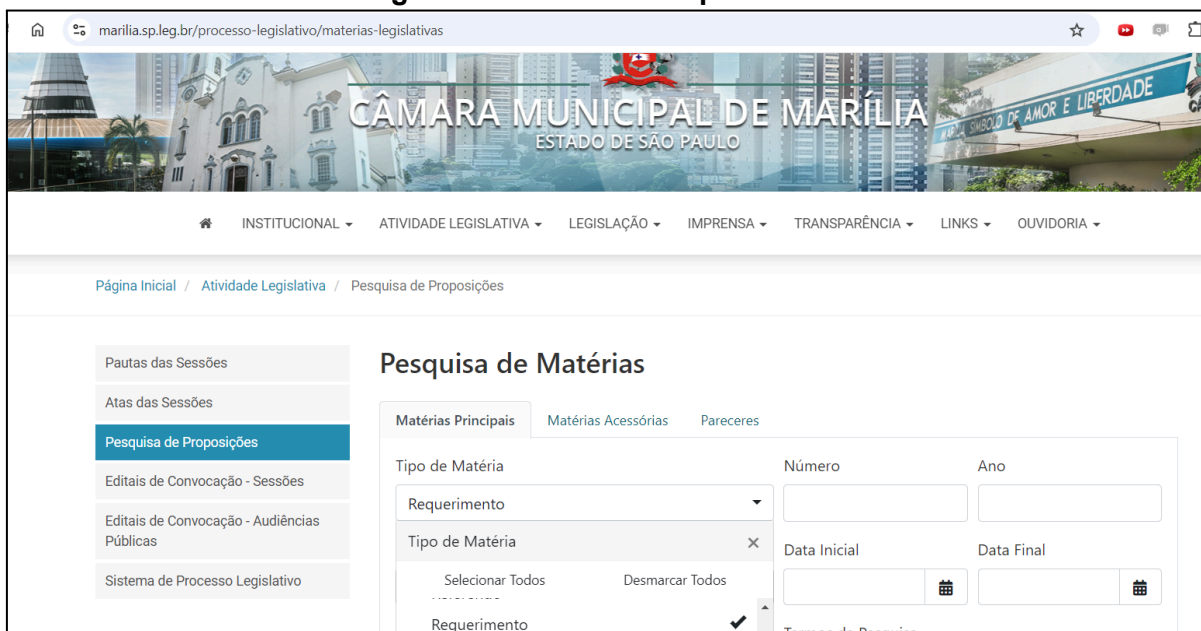 marilia.sp.leg.br/processo-legislativo/materias-legislativas
CÂMARA MUNICIPAL DE MARÍLIA
ESTADO DE SÃO PAULO
MARÍLIA SÍMBOLO DE AMOR E LIBERDADE
INSTITUCIONAL ATIVIDADE LEGISLATIVA LEGISLAÇÃO IMPRENSA TRANSPARÊNCIA LINKS OUVIDORIA
Página Inicial / Atividade Legislativa / Pesquisa de Proposições
Pautas das Sessões
Atas das Sessões
Pesquisa de Proposições
Editais de Convocação - Sessões
Editais de Convocação - Audiências
Públicas
Sistema de Processo Legislativo
Pesquisa de Matérias
Matérias Principais Matérias Acessórias Pareceres
Tipo de Matéria Número Ano
Requerimento
Tipo de Matéria
Data Inicial Data Final
Selecionar Todos Desmarcar Todos
Requerimento